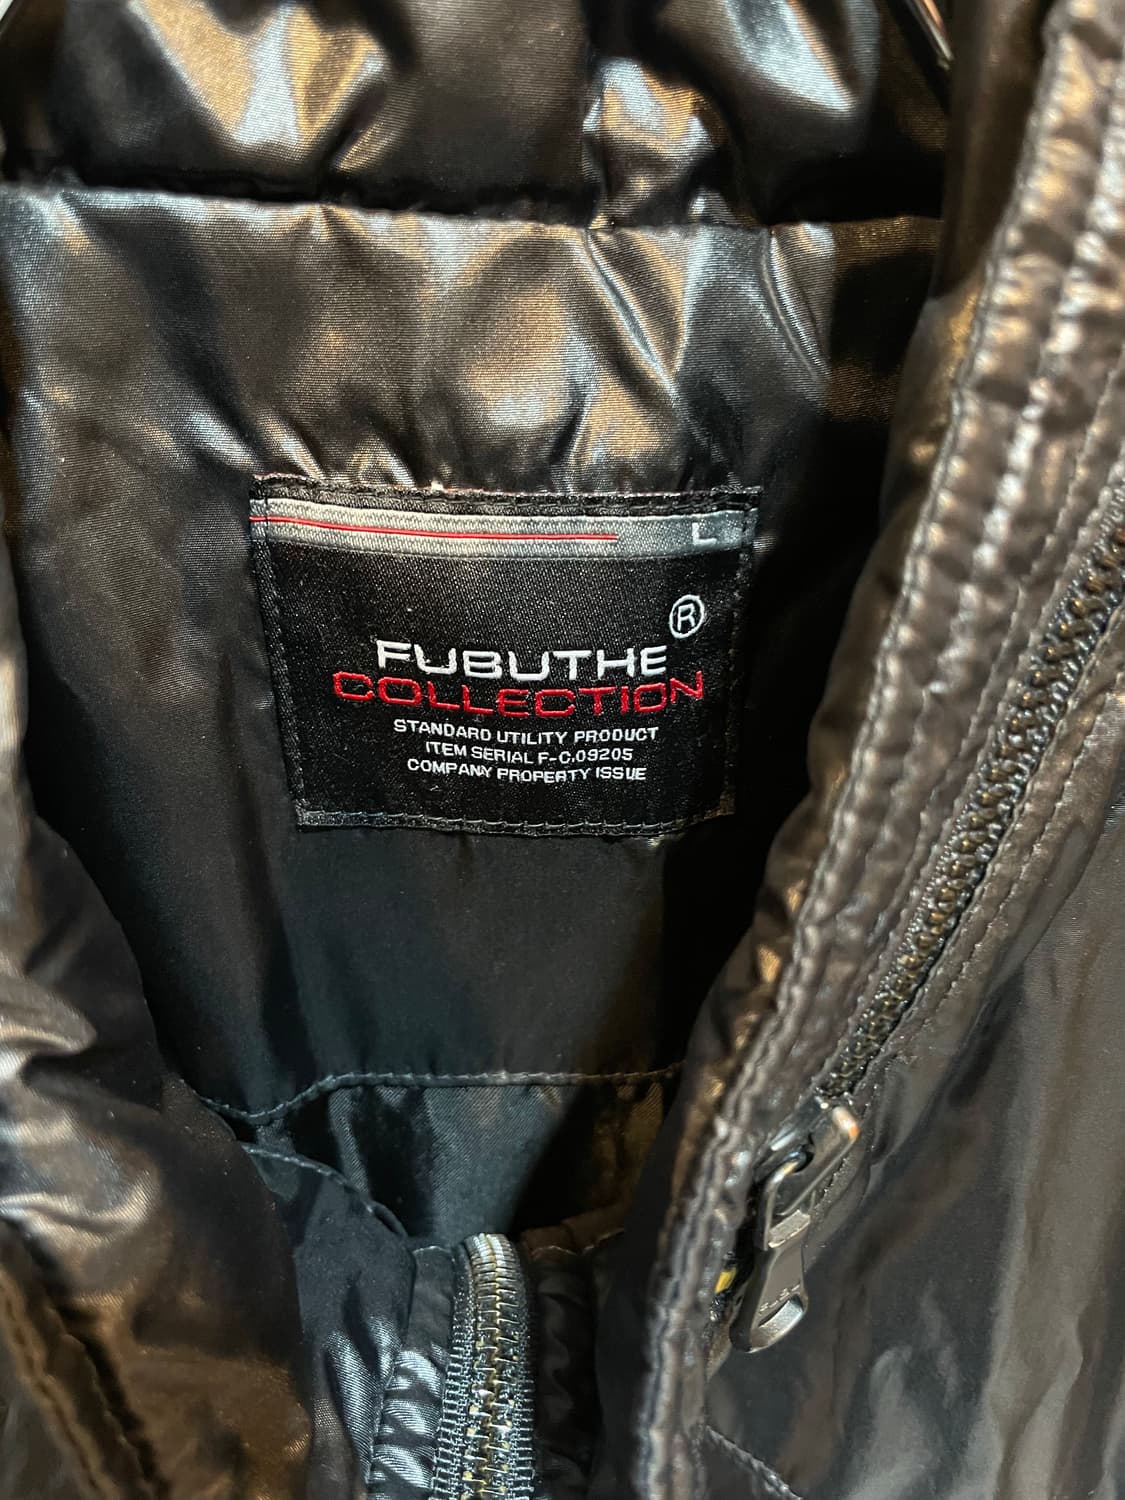 L
®
FUBUTHE
COLLECTION
STANDARD UTILITY PRODUCT
ITEM SERIAL F-C.09205
COMPANY PROPERTY ISSUE